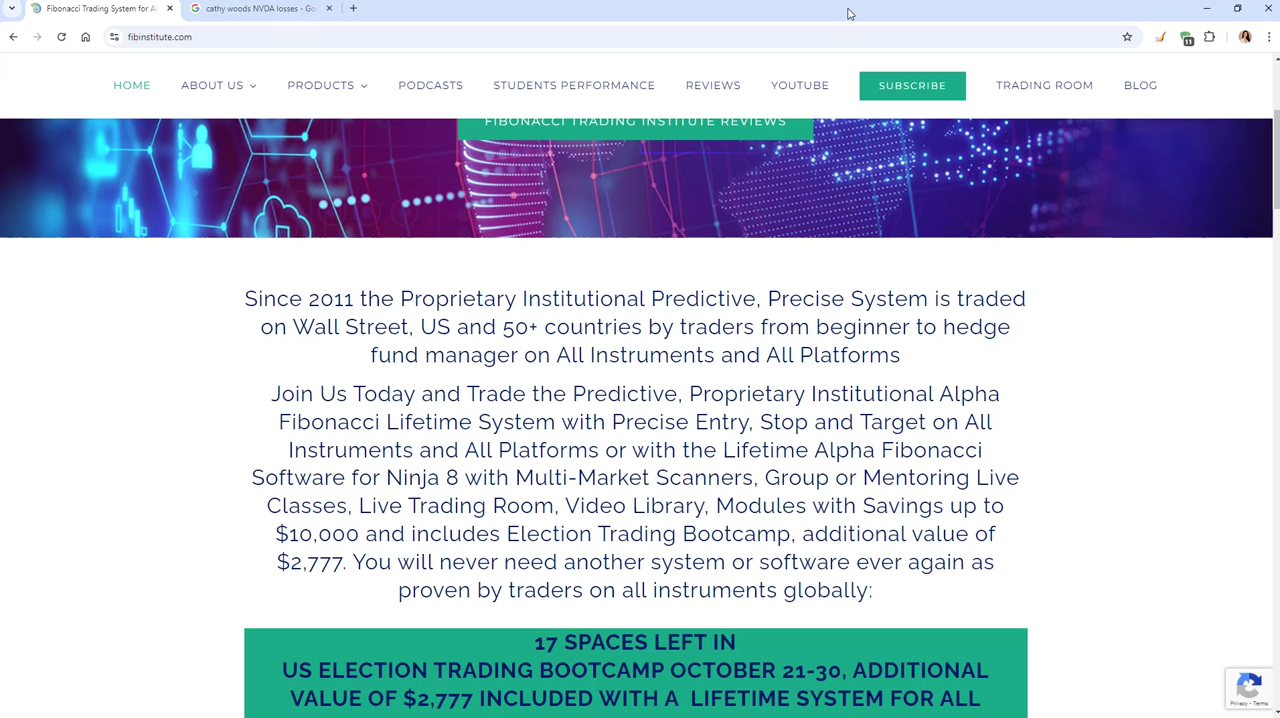 Fibonacci Trading System for A
cathy woods NVDA losses - Go
fibinstitute.com
11
HOME
ABOUT US
PRODUCTS
PODCASTS
STUDENTS PERFORMANCE
REVIEWS
YOUTUBE
SUBSCRIBE
TRADING ROOM
BLOG
FIBONACCI TRADING INSTITUTE REVIEWS
Since 2011 the Proprietary Institutional Predictive, Precise System is traded
on Wall Street, US and 50+ countries by traders from beginner to hedge
fund manager on All Instruments and All Platforms
Join Us Today and Trade the Predictive, Proprietary Institutional Alpha
Fibonacci Lifetime System with Precise Entry, Stop and Target on All
Instruments and All Platforms or with the Lifetime Alpha Fibonacci
Software for Ninja 8 with Multi-Market Scanners, Group or Mentoring Live
Classes, Live Trading Room, Video Library, Modules with Savings up to
$10,000 and includes Election Trading Bootcamp, additional value of
$2,777. You will never need another system or software ever again as
proven by traders on all instruments globally:
17 SPACES LEFT IN
US ELECTION TRADING BOOTCAMP OCTOBER 21-30, ADDITIONAL
VALUE OF $2,777 INCLUDED WITH A LIFETIME SYSTEM FOR ALL
Privacy - Terms